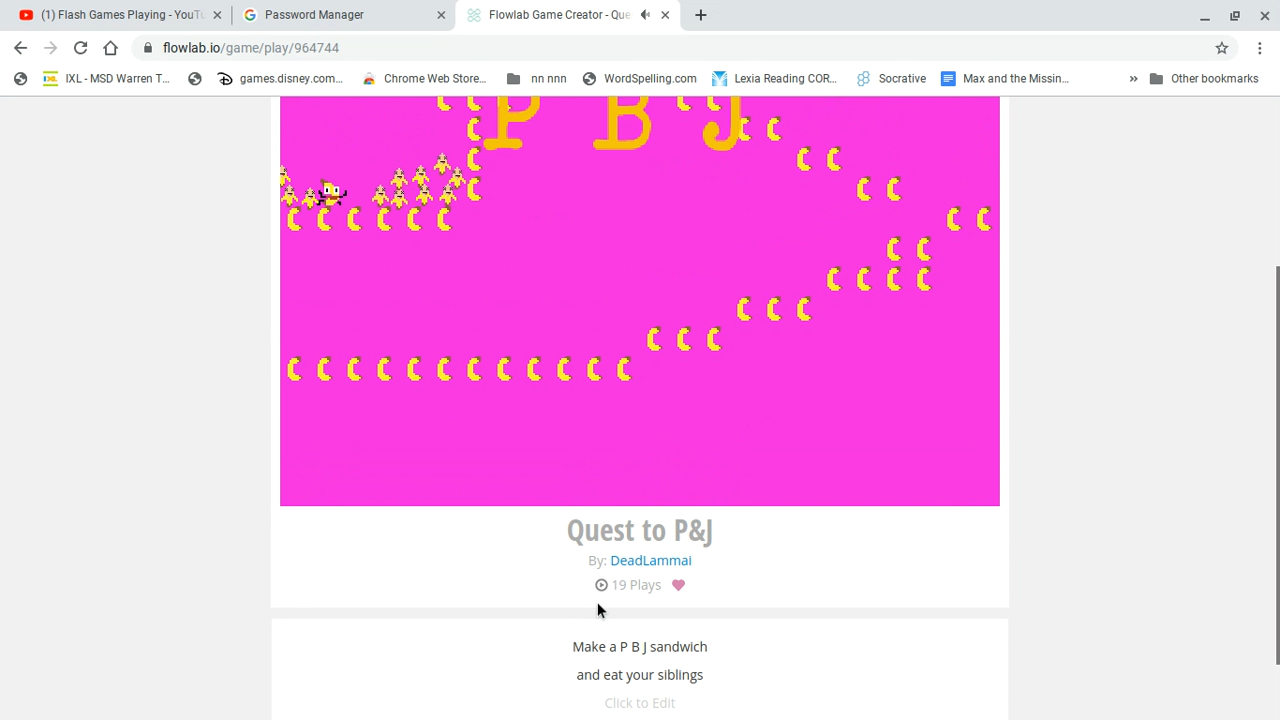 (1) Flash Games Playing - YouTu
Password Manager
Flowlab Game Creator - Que
flowlab.io/game/play/964744
IXL - MSD Warren T...
games.disney.com...
Chrome Web Store...
nn nnn
WordSpelling.com
Lexia Reading COR...
Socrative
Max and the Missin...
»
Other bookmarks
P B J
Quest to P&J
By: DeadLammai
19 Plays
Make a P B J sandwich
and eat your siblings
Click to Edit